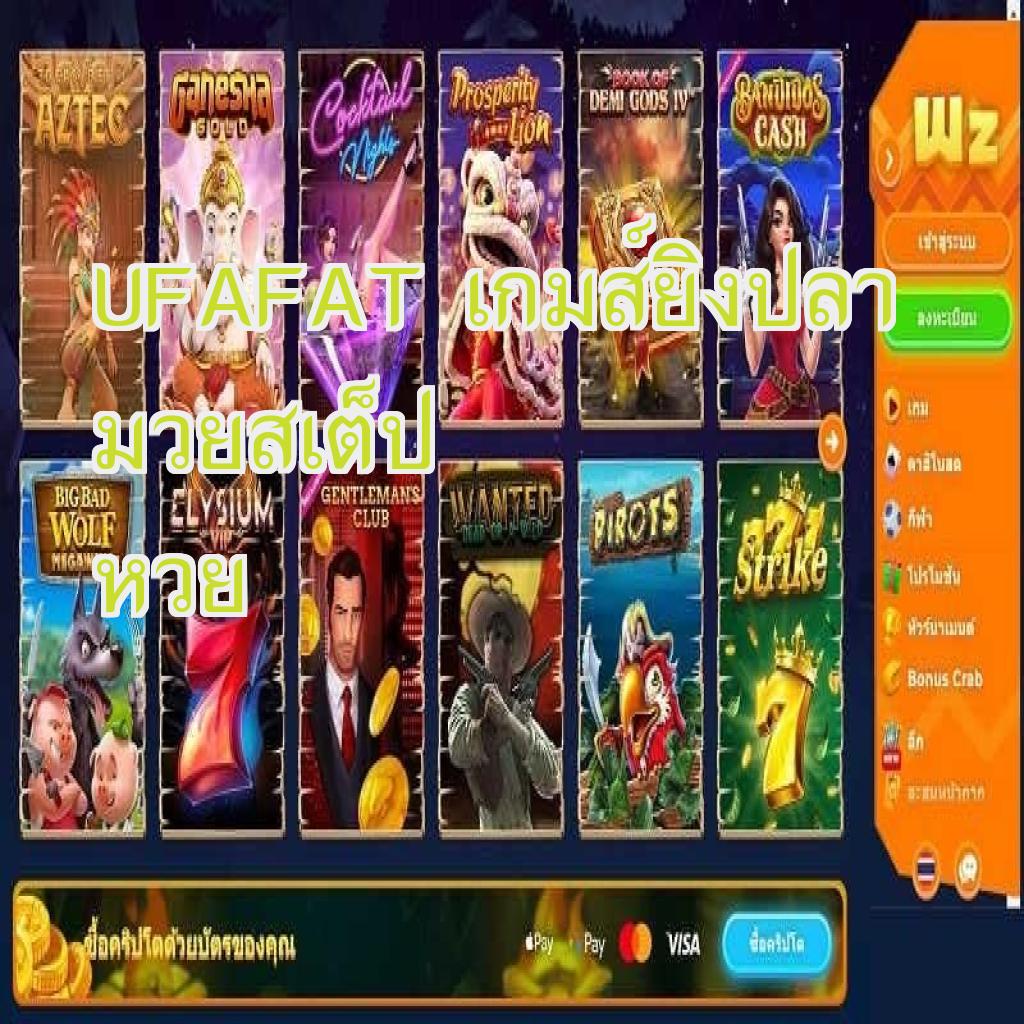 AZTEC
Ganesha
GOLD
Cocktail
Nights
Prosperity
Lion
BOOK OF
DEMI GODS IV
BANDIDOS
CASH
Wz
เข้าสู่ระบบ
ลงทะเบียน
UFAFAT เกมส์ยิงปลา
มวยสเต็ป
หวย
เกม
คาสิโนสด
กีฬา
โปรโมชั่น
ทัวร์นาเมนต์
Bonus Crab
ลีก
สะสมหน้ากาก
BIG BAD
WOLF
ELYSIUM
VIP
GENTLEMAN'S
CLUB
WANTED
DEAD OR A WILD
PIROTS
777
Strike
7
7
ซื้อคริปโตด้วยบัตรของคุณ
Pay
Pay
VISA
ซื้อคริปโต